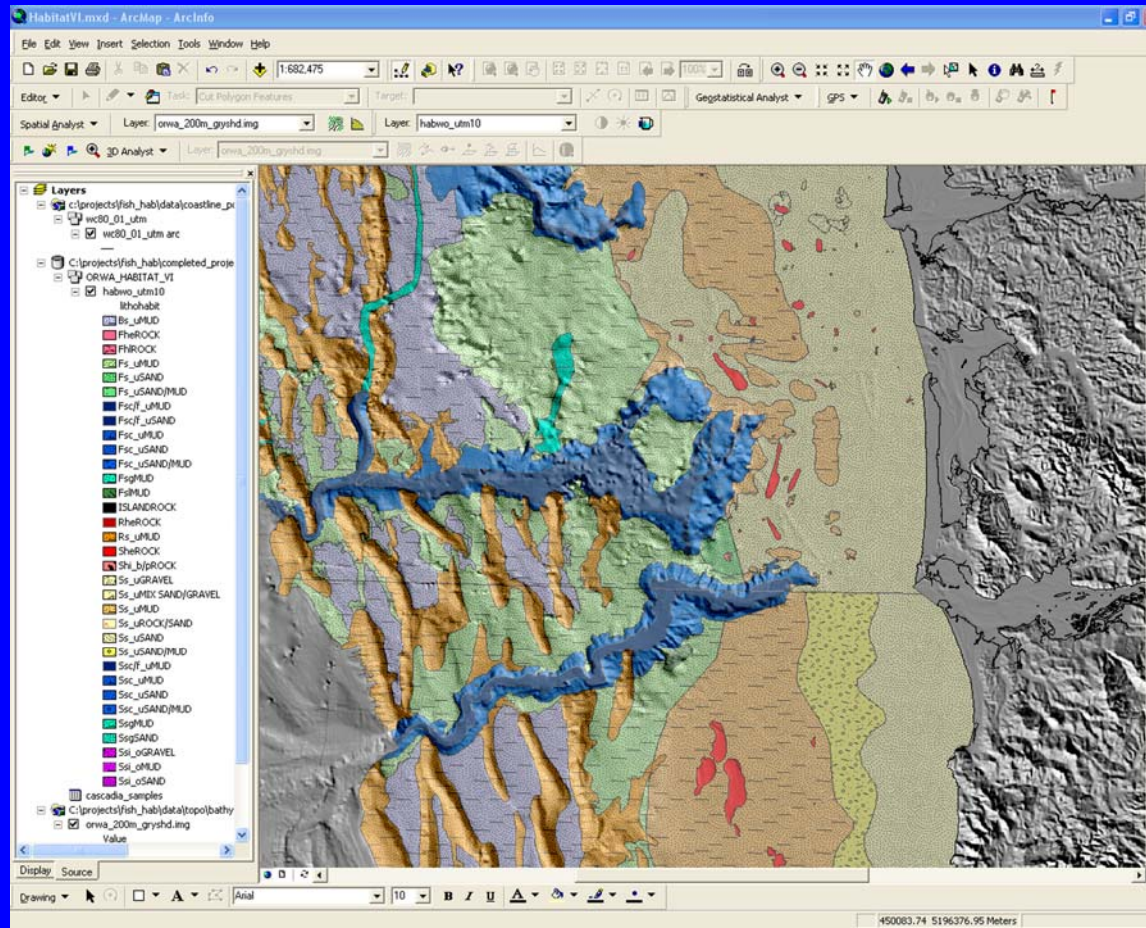 HabitatVI.mxd - ArcMap - ArcInfo
File Edit View Insert Selection Tools Window Help
1:682,475 100%
Editor Task: Cut Polygon Features Target: Geostatistical Analyst GPS
Spatial Analyst Layer: orwa_200m_gryshd.img Layer: habwo_utm10
3D Analyst Layer: orwa_200m_gryshd.img
Layers
c:\projects\fish_hab\data\coastline_pu
wc80_01_utm
wc80_01_utm arc
C:\projects\fish_hab\completed_proje
ORWA_HABITAT_VI
habwo_utm10
lithohabit
Bs_uMUD
FheROCK
FhlROCK
Fs_uMUD
Fs_uSAND
Fs_uSAND/MUD
Fsc/f_uMUD
Fsc/f_uSAND
Fsc_uMUD
Fsc_uSAND
Fsc_uSAND/MUD
FsgMUD
FslMUD
ISLANDROCK
RheROCK
Rs_uMUD
SheROCK
Shi_b/pROCK
Ss_uGRAVEL
Ss_uMIX SAND/GRAVEL
Ss_uMUD
Ss_uROCK/SAND
Ss_uSAND
Ss_uSAND/MUD
Ssc/f_uMUD
Ssc_uMUD
Ssc_uSAND
Ssc_uSAND/MUD
SsgMUD
SsgSAND
Ssi_oGRAVEL
Ssi_oMUD
Ssi_oSAND
cascadia_samples
C:\projects\fish_hab\data\topo\bathy
orwa_200m_gryshd.img
Value
Display Source
Drawing A Arial 10 B I U A
450083.74 5196376.95 Meters